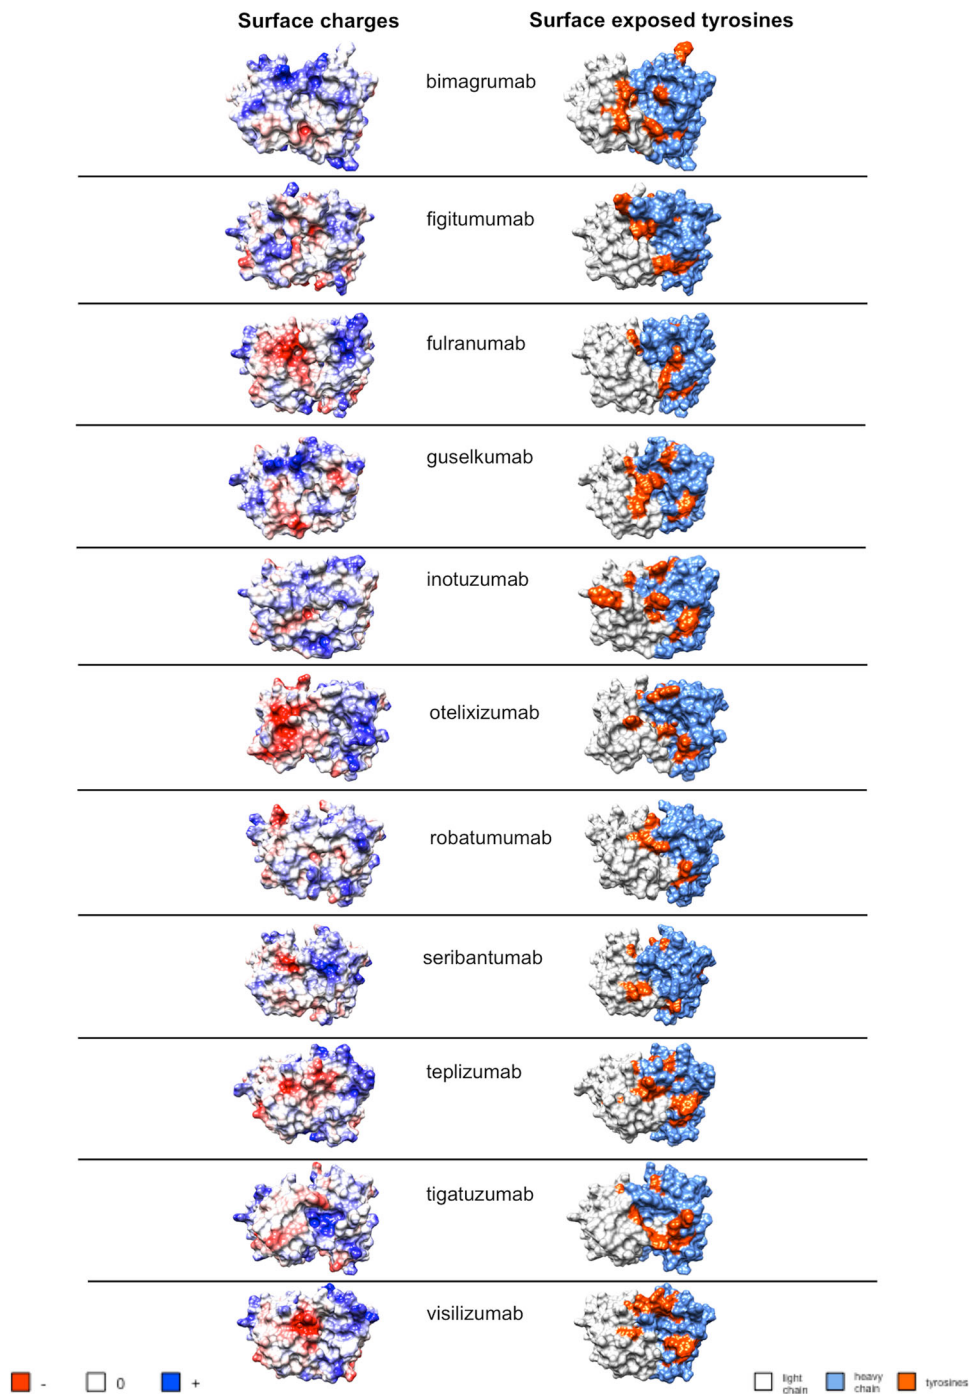 Surface charges Surface exposed tyrosines
bimagrumab
figitumumab
fulranumab
guselkumab
inotuzumab
otelixizumab
robatumumab
seribantumab
teplizumab
tigatuzumab
visilizumab
- 0 +
light chain heavy chain tyrosines